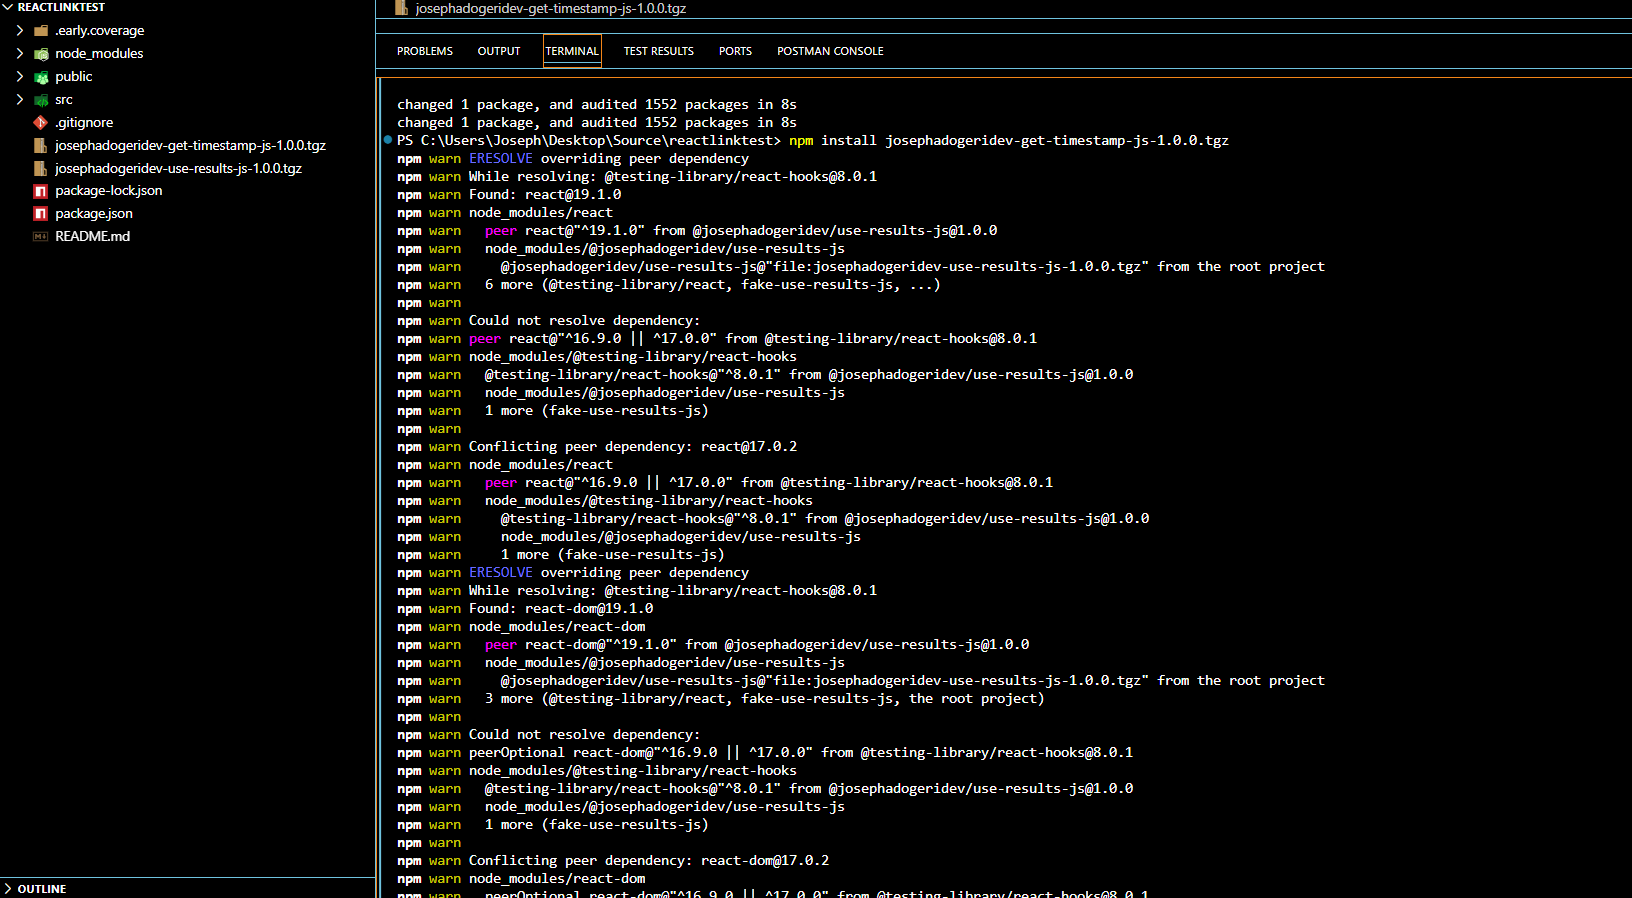 REACTLINKTEST
.early.coverage
node_modules
public
src
.gitignore
josephadogeridev-get-timestamp-js-1.0.0.tgz
josephadogeridev-use-results-js-1.0.0.tgz
package-lock.json
package.json
README.md
OUTLINE
josephadogeridev-get-timestamp-js-1.0.0.tgz
PROBLEMS OUTPUT TERMINAL TEST RESULTS PORTS POSTMAN CONSOLE
changed 1 package, and audited 1552 packages in 8s
changed 1 package, and audited 1552 packages in 8s
PS C:\Users\Joseph\Desktop\Source\reactlinktest> npm install josephadogeridev-get-timestamp-js-1.0.0.tgz
npm warn ERESOLVE overriding peer dependency
npm warn While resolving: @testing-library/react-hooks@8.0.1
npm warn Found: react@19.1.0
npm warn node_modules/react
npm warn   peer react@"^19.1.0" from @josephadogeridev/use-results-js@1.0.0
npm warn   node_modules/@josephadogeridev/use-results-js
npm warn     @josephadogeridev/use-results-js@"file:josephadogeridev-use-results-js-1.0.0.tgz" from the root project
npm warn   6 more (@testing-library/react, fake-use-results-js, ...)
npm warn
npm warn Could not resolve dependency:
npm warn peer react@"^16.9.0 || ^17.0.0" from @testing-library/react-hooks@8.0.1
npm warn node_modules/@testing-library/react-hooks
npm warn   @testing-library/react-hooks@"^8.0.1" from @josephadogeridev/use-results-js@1.0.0
npm warn   node_modules/@josephadogeridev/use-results-js
npm warn   1 more (fake-use-results-js)
npm warn
npm warn Conflicting peer dependency: react@17.0.2
npm warn node_modules/react
npm warn   peer react@"^16.9.0 || ^17.0.0" from @testing-library/react-hooks@8.0.1
npm warn   node_modules/@testing-library/react-hooks
npm warn     @testing-library/react-hooks@"^8.0.1" from @josephadogeridev/use-results-js@1.0.0
npm warn     node_modules/@josephadogeridev/use-results-js
npm warn     1 more (fake-use-results-js)
npm warn ERESOLVE overriding peer dependency
npm warn While resolving: @testing-library/react-hooks@8.0.1
npm warn Found: react-dom@19.1.0
npm warn node_modules/react-dom
npm warn   peer react-dom@"^19.1.0" from @josephadogeridev/use-results-js@1.0.0
npm warn   node_modules/@josephadogeridev/use-results-js
npm warn     @josephadogeridev/use-results-js@"file:josephadogeridev-use-results-js-1.0.0.tgz" from the root project
npm warn   3 more (@testing-library/react, fake-use-results-js, the root project)
npm warn
npm warn Could not resolve dependency:
npm warn peerOptional react-dom@"^16.9.0 || ^17.0.0" from @testing-library/react-hooks@8.0.1
npm warn node_modules/@testing-library/react-hooks
npm warn   @testing-library/react-hooks@"^8.0.1" from @josephadogeridev/use-results-js@1.0.0
npm warn   node_modules/@josephadogeridev/use-results-js
npm warn   1 more (fake-use-results-js)
npm warn
npm warn Conflicting peer dependency: react-dom@17.0.2
npm warn node_modules/react-dom
npm warn   peerOptional react-dom@"^16.9.0 || ^17.0.0" from @testing-library/react-hooks@8.0.1